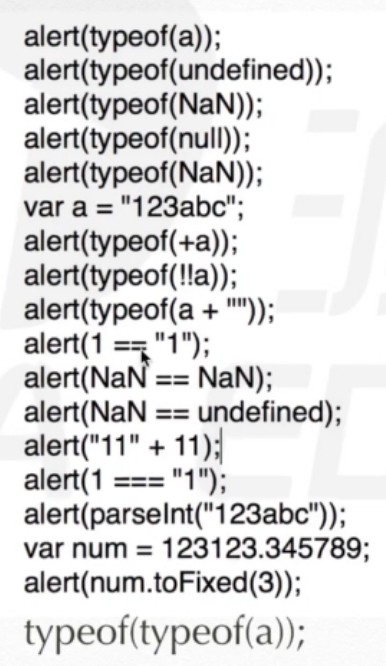 alert(typeof(a));
alert(typeof(undefined));
alert(typeof(NaN));
alert(typeof(null));
alert(typeof(NaN));
var a = "123abc";
alert(typeof(+a));
alert(typeof(!!a));
alert(typeof(a + ""));
alert(1 == "1");
alert(NaN == NaN);
alert(NaN == undefined);
alert("11" + 11);
alert(1 === "1");
alert(parseInt("123abc"));
var num = 123123.345789;
alert(num.toFixed(3));
typeof(typeof(a));